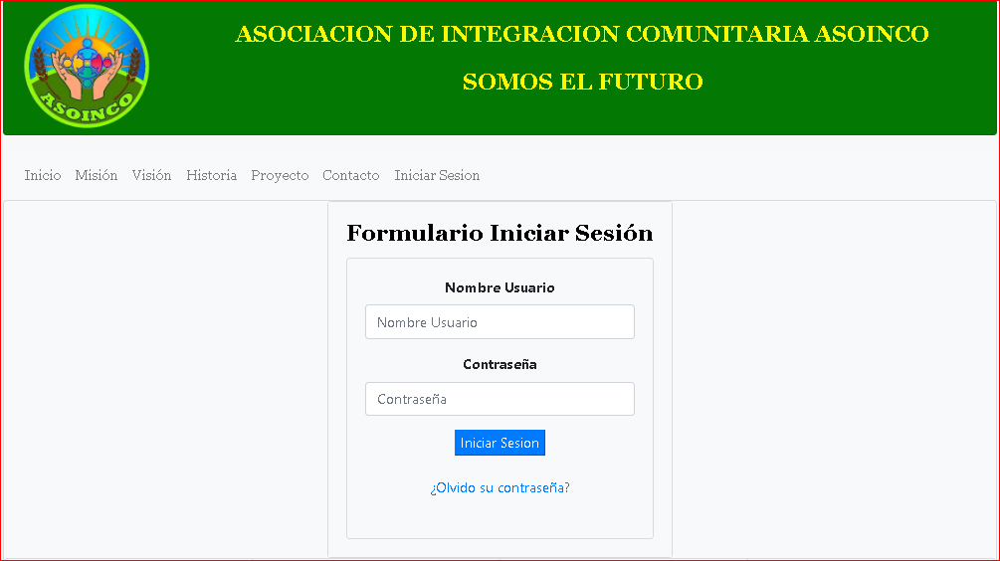 ASOCIACION DE INTEGRACION COMUNITARIA ASOINCO
SOMOS EL FUTURO
ASOINCO
Inicio Misión Visión Historia Proyecto Contacto Iniciar Sesion
Formulario Iniciar Sesión
Nombre Usuario
Nombre Usuario
Contraseña
Contraseña
Iniciar Sesion
¿Olvido su contraseña?